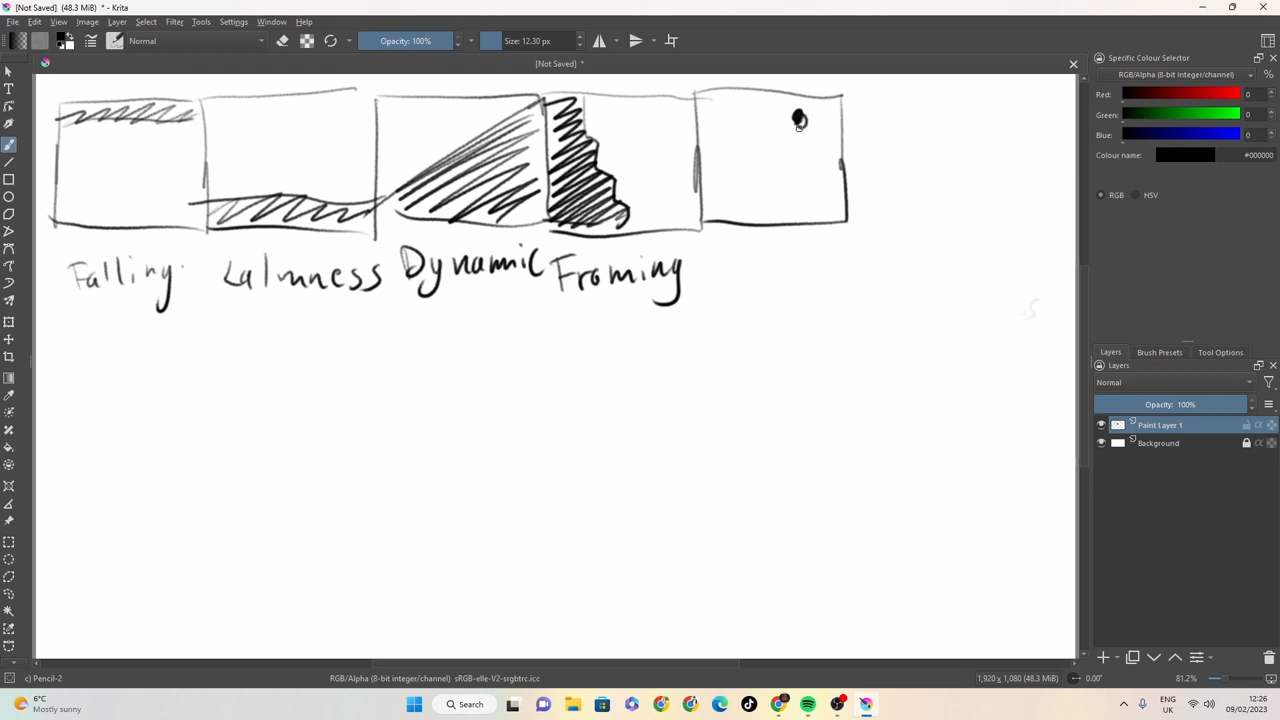 [Not Saved] (48.3 MiB) * - Krita
File Edit View Image Layer Select Filter Tools Settings Window Help
Normal Opacity: 100% Size: 12.30 px
[Not Saved] *
Specific Colour Selector
RGB/Alpha (8-bit integer/channel) %
Red: 0
Green: 0
Blue: 0
Colour name: #000000
RGB HSV
Falling. Calmness Dynamic Froming
Layers Brush Presets Tool Options
Layers
Normal
Opacity: 100%
Paint Layer 1
Background
c) Pencil-2 RGB/Alpha (8-bit integer/channel) sRGB-elle-V2-srgbtrc.icc 1,920 x 1,080 (48.3 MiB) 0.00° 81.2%
6°C
Mostly sunny
Search
ENG
UK
12:26
09/02/2023